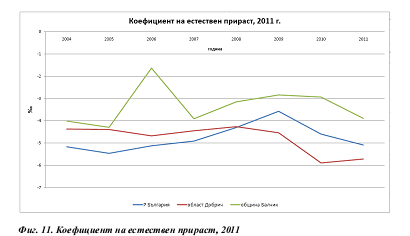 Коефициент на естествен прираст, 2011 г.
0
2004 2005 2006 2007 2008 2009 2010 2011
година
-1
-2
-3
‰
-4
-5
-6
-7
Р България област Добрич община Балчик
Фиг. 11. Коефициент на естествен прираст, 2011